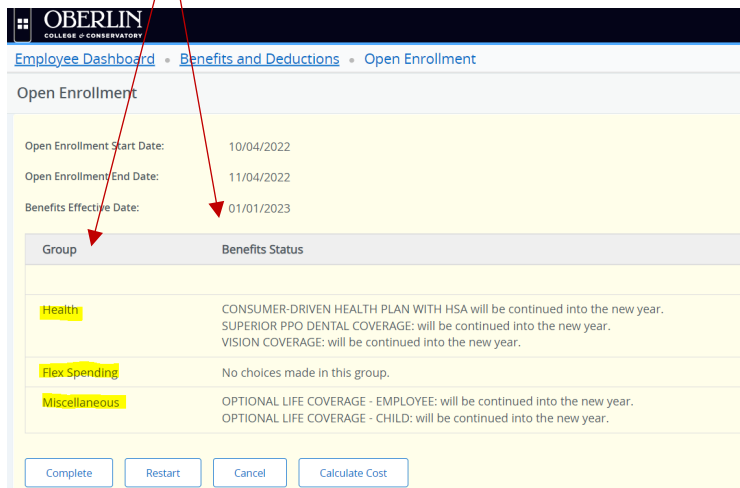 OBERLIN
COLLEGE & CONSERVATORY
Employee Dashboard • Benefits and Deductions • Open Enrollment
Open Enrollment
Open Enrollment Start Date: 10/04/2022
Open Enrollment End Date: 11/04/2022
Benefits Effective Date: 01/01/2023
Group Benefits Status
Health CONSUMER-DRIVEN HEALTH PLAN WITH HSA will be continued into the new year.
SUPERIOR PPO DENTAL COVERAGE: will be continued into the new year.
VISION COVERAGE: will be continued into the new year.
Flex Spending No choices made in this group.
Miscellaneous OPTIONAL LIFE COVERAGE - EMPLOYEE: will be continued into the new year.
OPTIONAL LIFE COVERAGE - CHILD: will be continued into the new year.
Complete Restart Cancel Calculate Cost